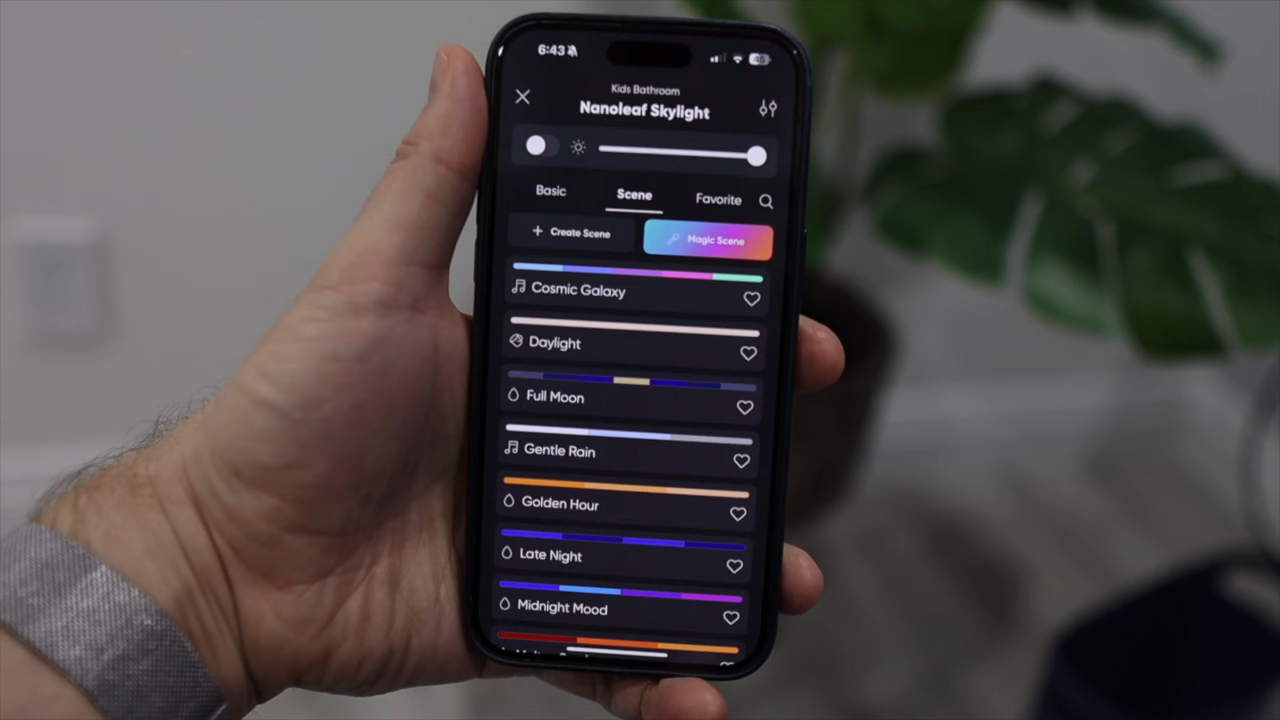 6:43
45
Kids Bathroom
Nanoleaf Skylight
Basic
Scene
Favorite
+ Create Scene
Magic Scene
Cosmic Galaxy
Daylight
Full Moon
Gentle Rain
Golden Hour
Late Night
Midnight Mood